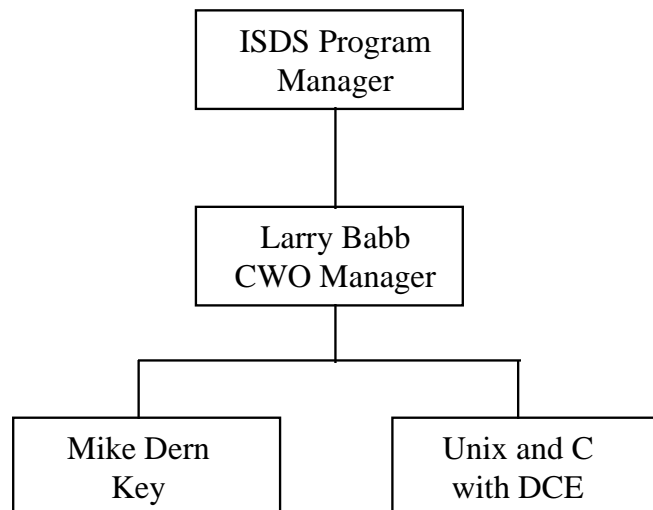 ISDS Program
Manager
Larry Babb
CWO Manager
Mike Dern
Key
Unix and C
with DCE